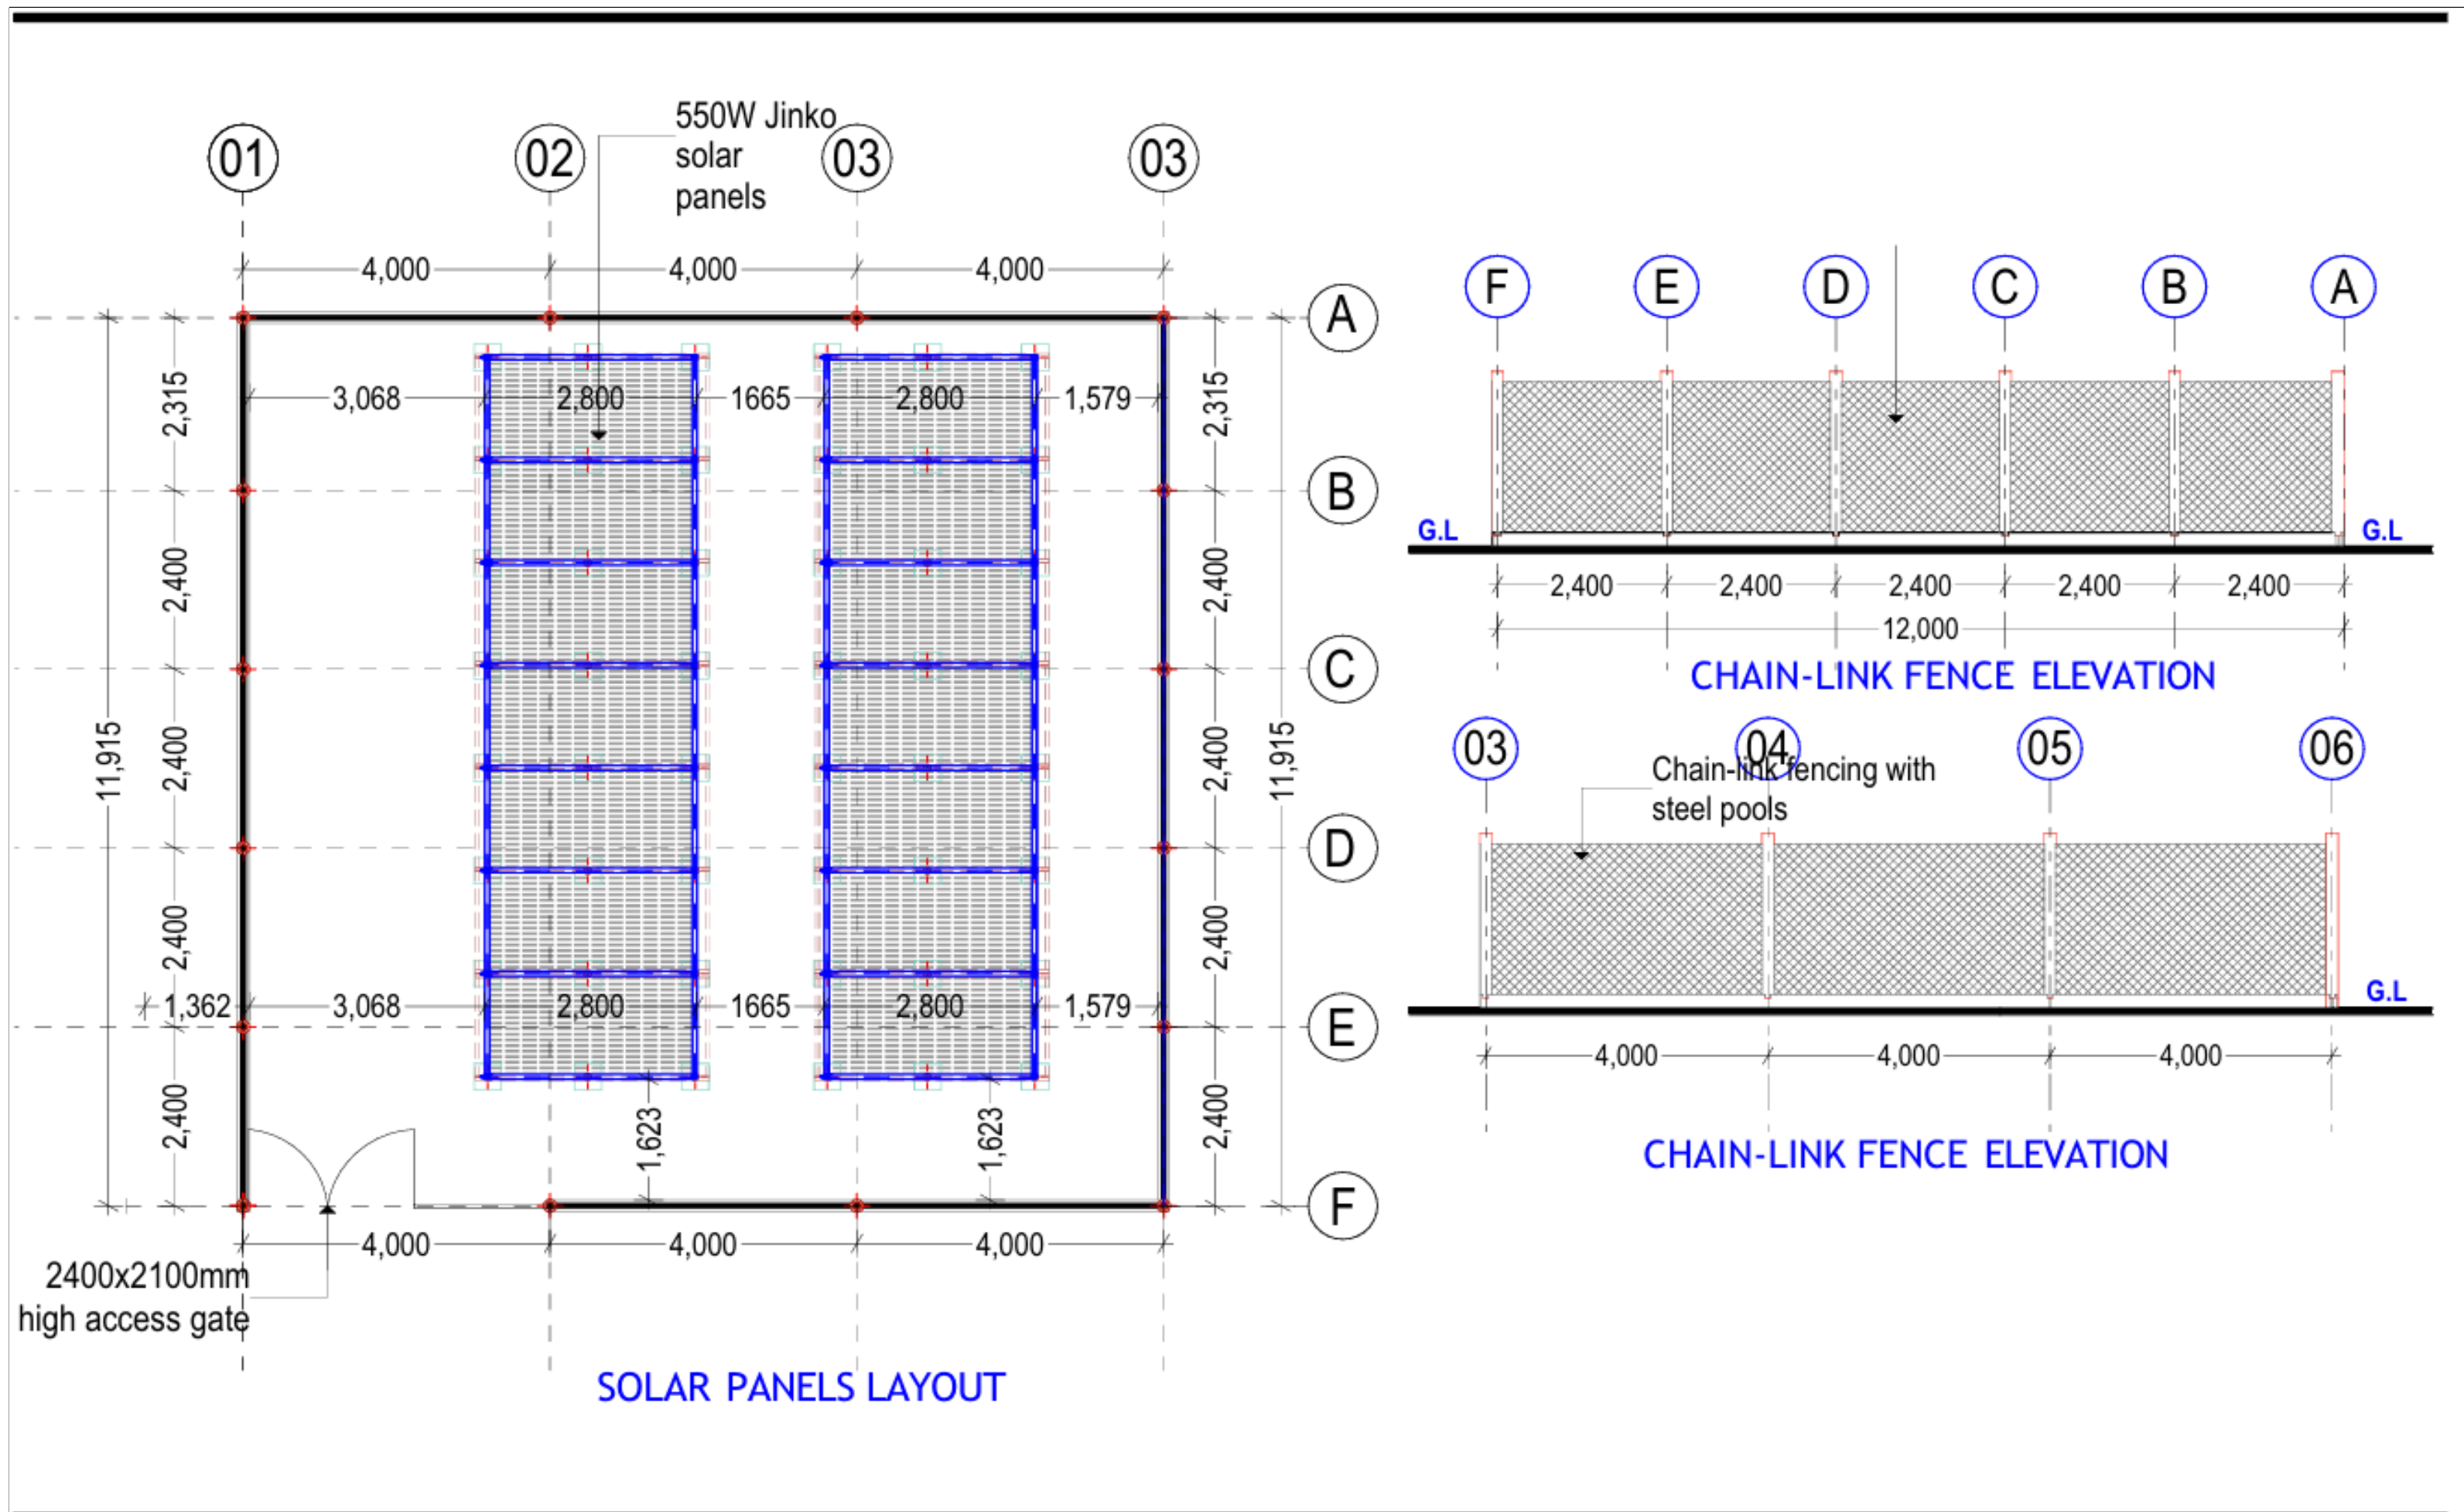 550W Jinko
solar
panels
01
02
03
03
4,000
4,000
4,000
A
B
C
D
E
F
2,315
2,400
2,400
2,400
2,400
11,915
3,068
2,800
1665
2,800
1,579
2,315
2,400
2,400
2,400
2,400
11,915
1,362
3,068
2,800
1665
2,800
1,579
1,623
1,623
4,000
4,000
4,000
2400x2100mm
high access gate
SOLAR PANELS LAYOUT
F
E
D
C
B
A
G.L
G.L
2,400
2,400
2,400
2,400
2,400
12,000
CHAIN-LINK FENCE ELEVATION
03
04
05
06
Chain-link fencing with
steel pools
G.L
4,000
4,000
4,000
CHAIN-LINK FENCE ELEVATION